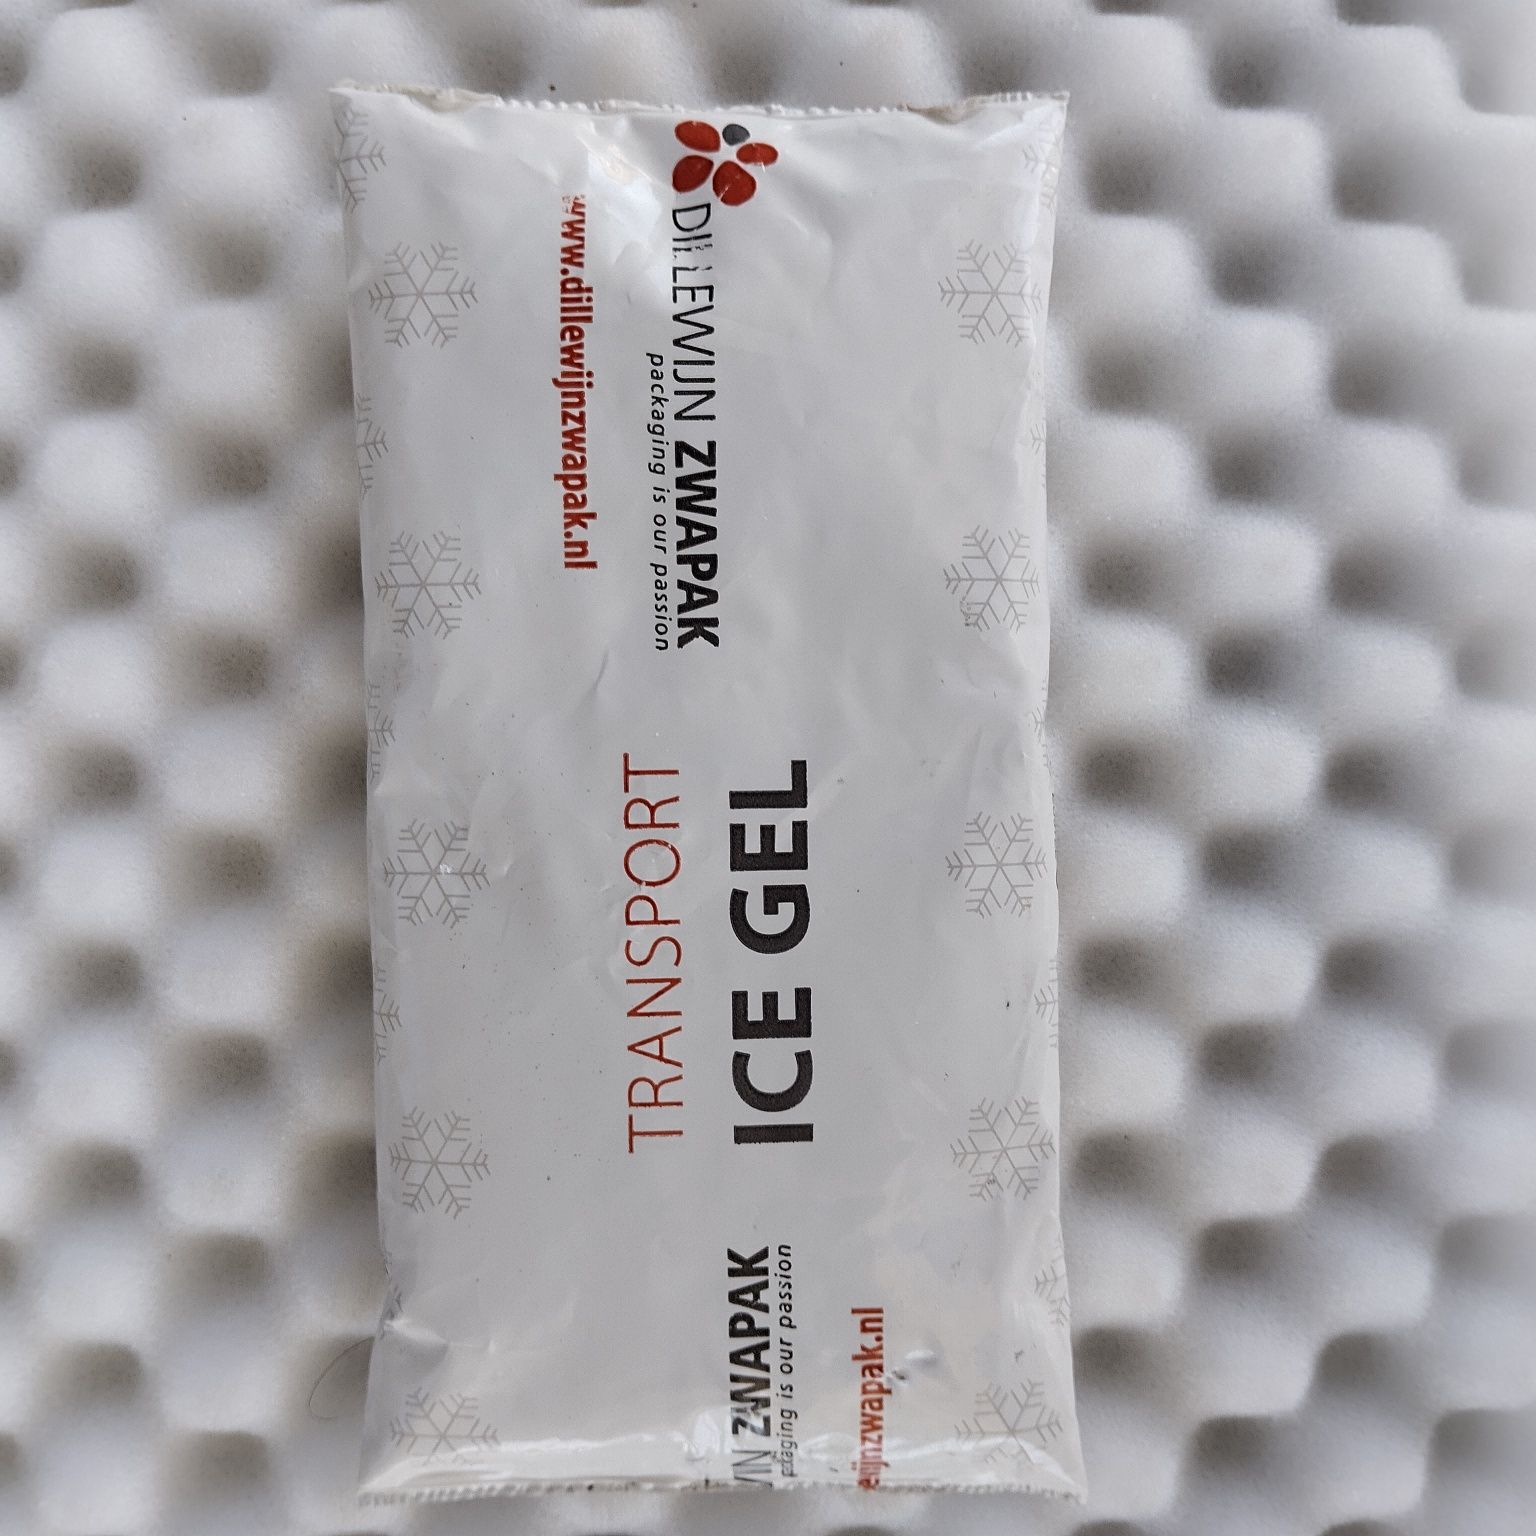 DILLEWIJN ZWAPAK
packaging is our passion
www.dillewijnzwapak.nl
TRANSPORT
ICE GEL
ZWAPAK
packaging is our passion